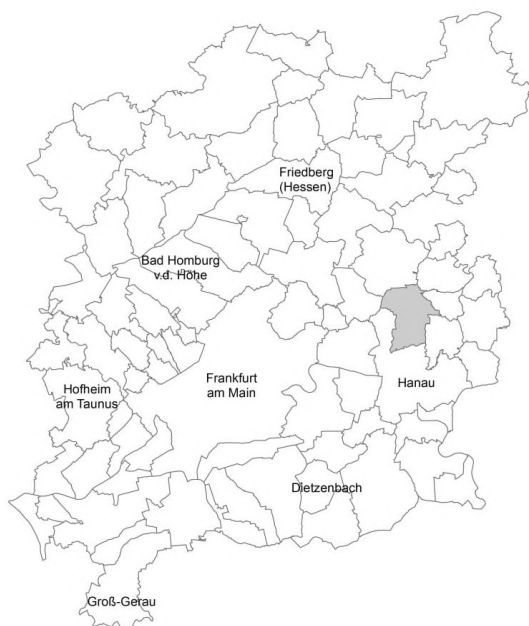 Friedberg
(Hessen)
Bad Homburg
v.d. Höhe
Hofheim
am Taunus
Frankfurt
am Main
Hanau
Dietzenbach
Groß-Gerau